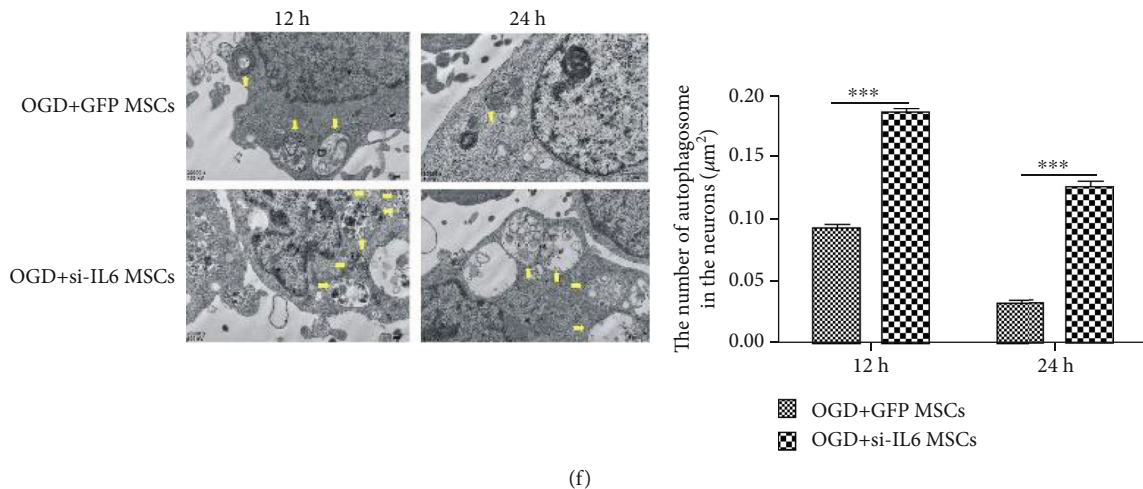 12 h
24 h
OGD+GFP MSCs
OGD+si-IL6 MSCs
The number of autophagosome
in the neurons (μm²)
0.20
0.15
0.10
0.05
0.00
***
***
12 h
24 h
OGD+GFP MSCs
OGD+si-IL6 MSCs
(f)